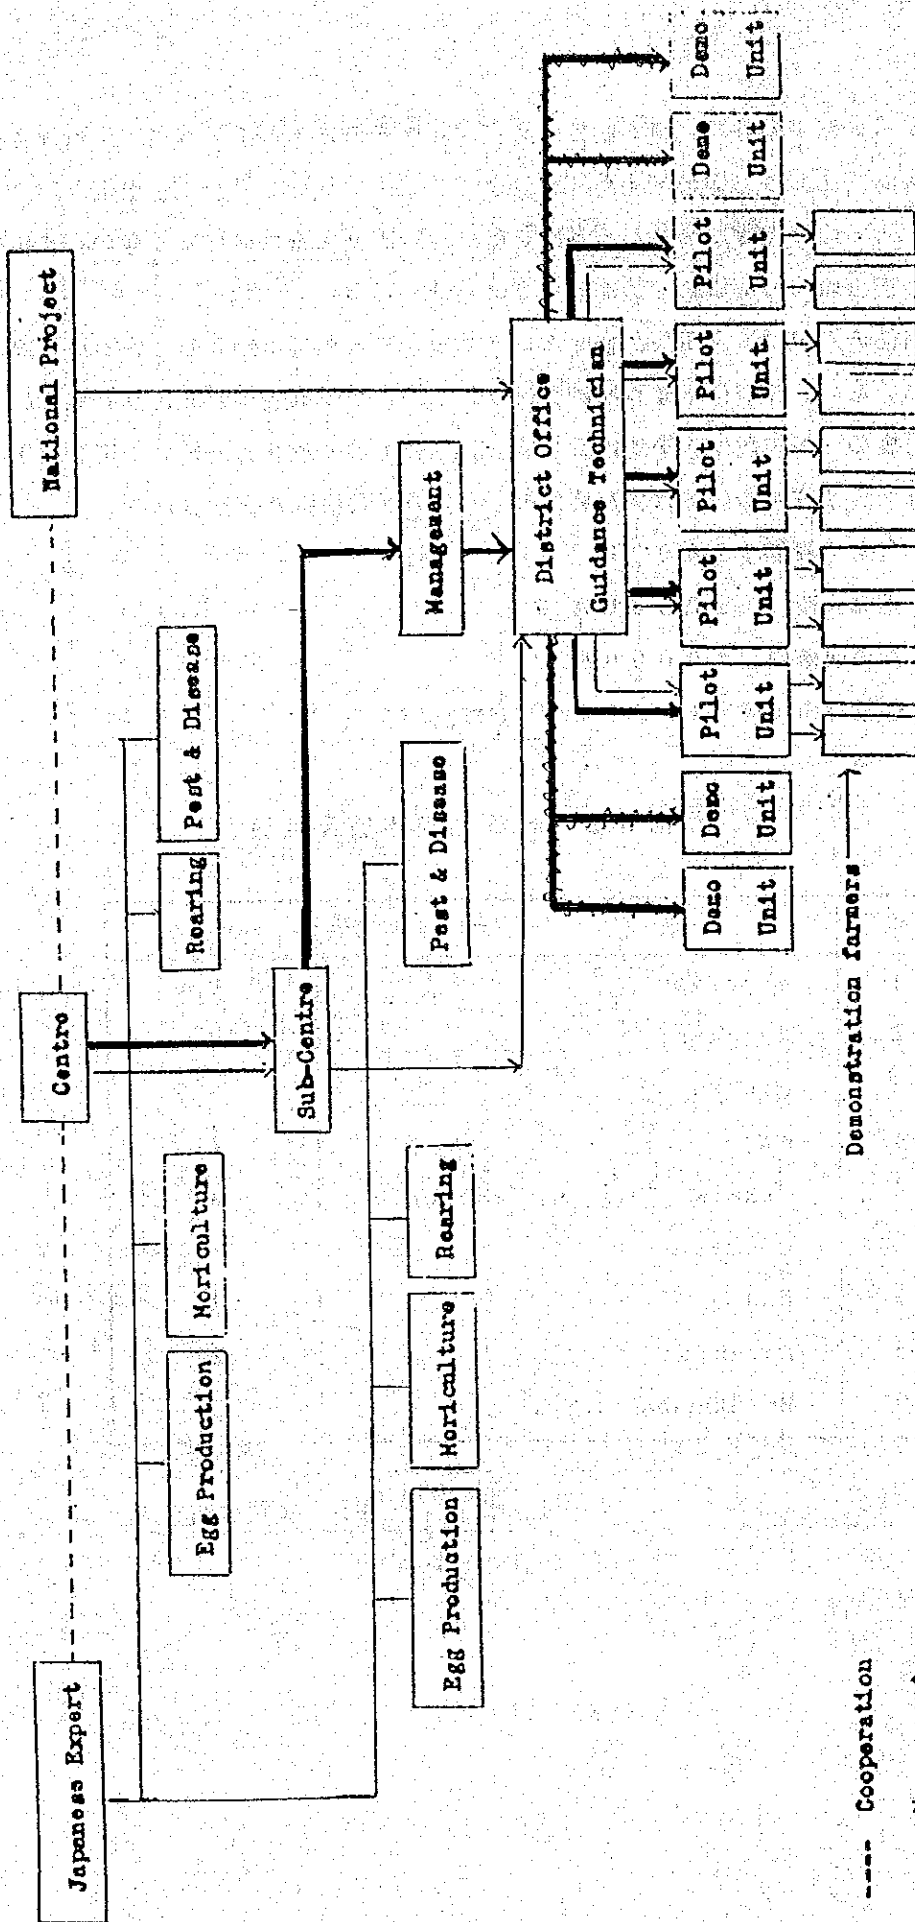 Japanese Expert
Centre
National Project
Egg Production
Moriculture
Rearing
Pest & Disease
Sub-Centre
Egg Production
Moriculture
Rearing
Pest & Disease
Management
District Office
Guidance Technician
Demo Unit
Demo Unit
Pilot Unit
Pilot Unit
Pilot Unit
Pilot Unit
Pilot Unit
Demo Unit
Demo Unit
Demonstration farmers
---- Cooperation